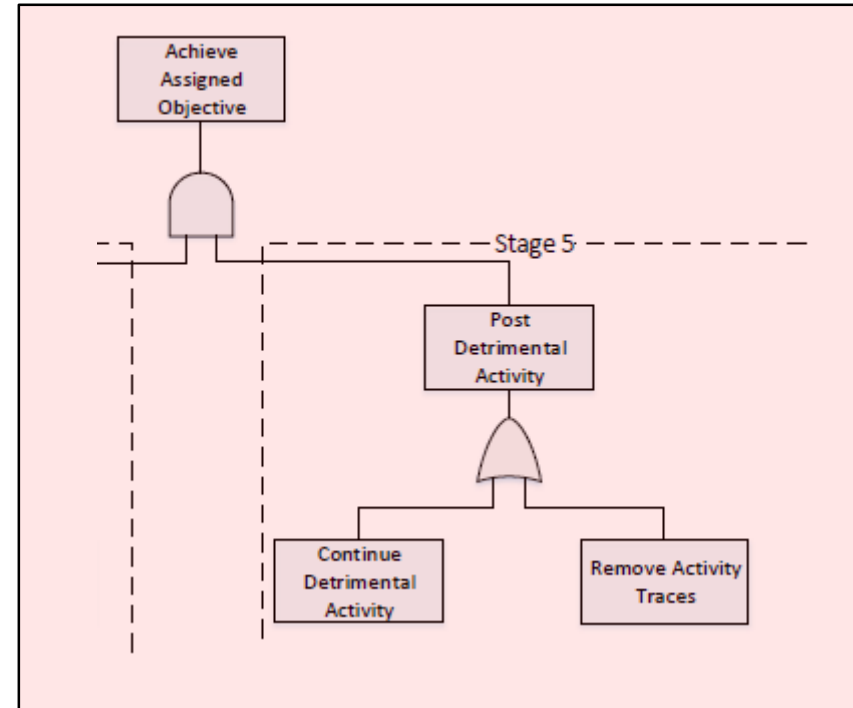 Achieve
Assigned
Objective
Stage 5
Post
Detrimental
Activity
Continue
Detrimental
Activity
Remove Activity
Traces